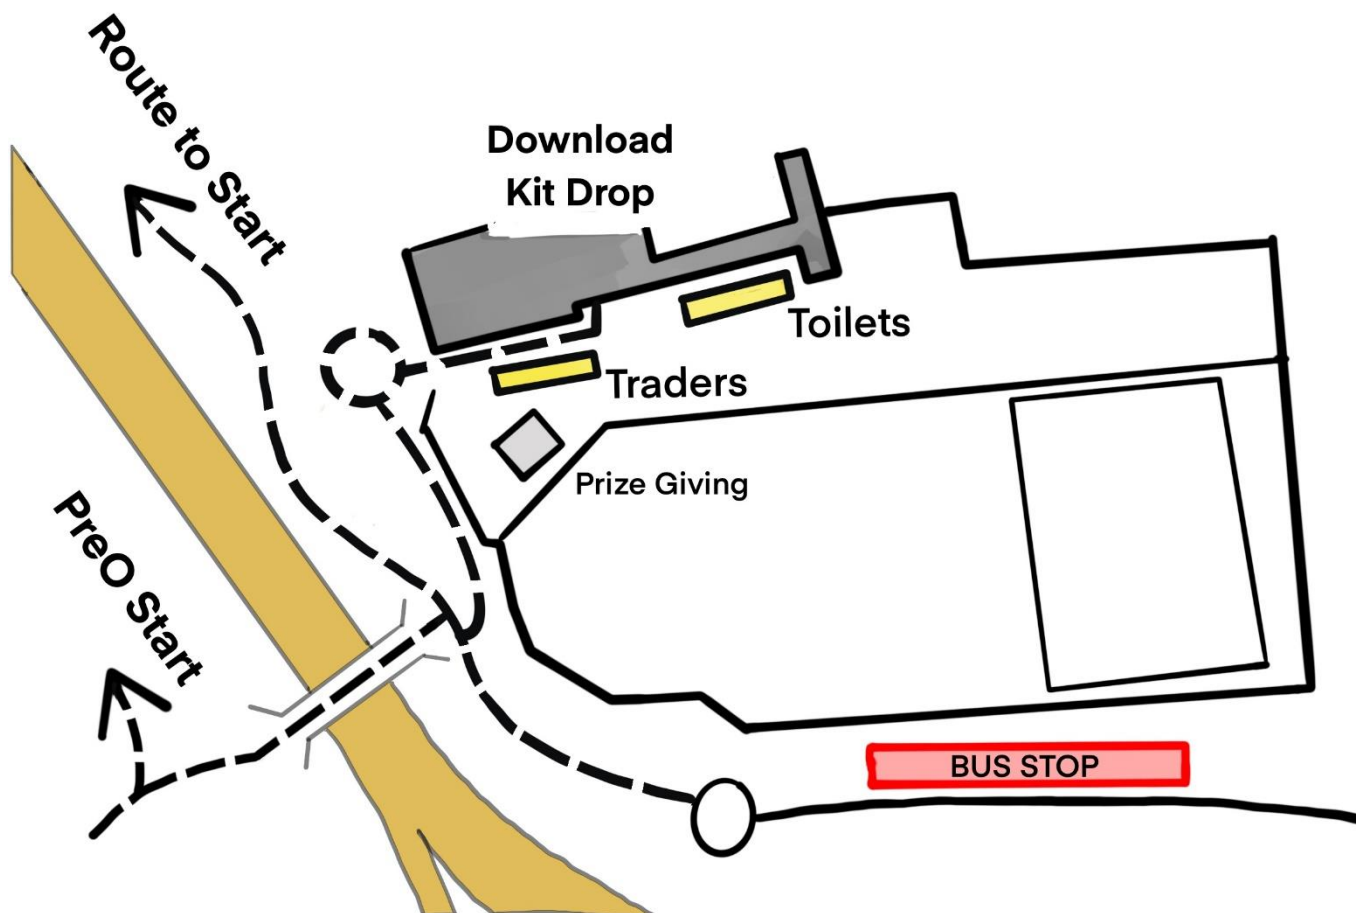 Route to Start
Download
Kit Drop
Toilets
Traders
Prize Giving
PreO Start
BUS STOP